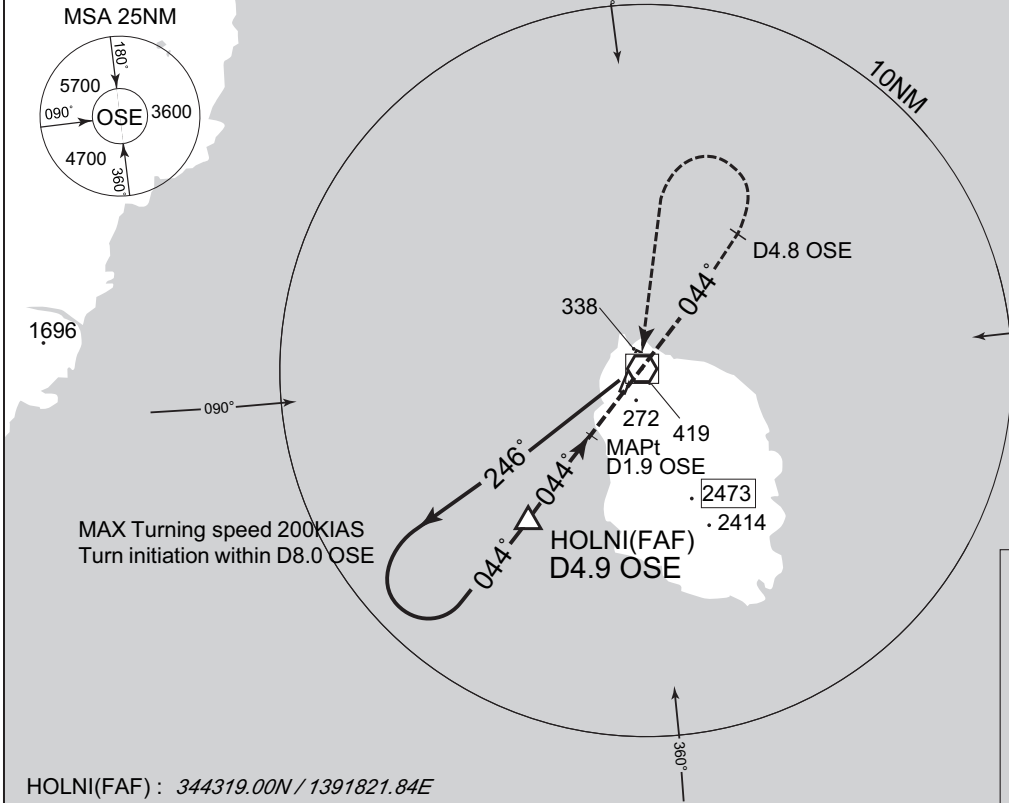 MSA 25NM
180°
5700
090°
OSE
3600
4700
360°
10NM
D4.8 OSE
044°
338
1696
090°
272
419
MAPt
D1.9 OSE
246°
044°
2473
2414
MAX Turning speed 200KIAS
Turn initiation within D8.0 OSE
HOLNI(FAF)
D4.9 OSE
044°
360°
HOLNI(FAF) : 344319.00N / 1391821.84E